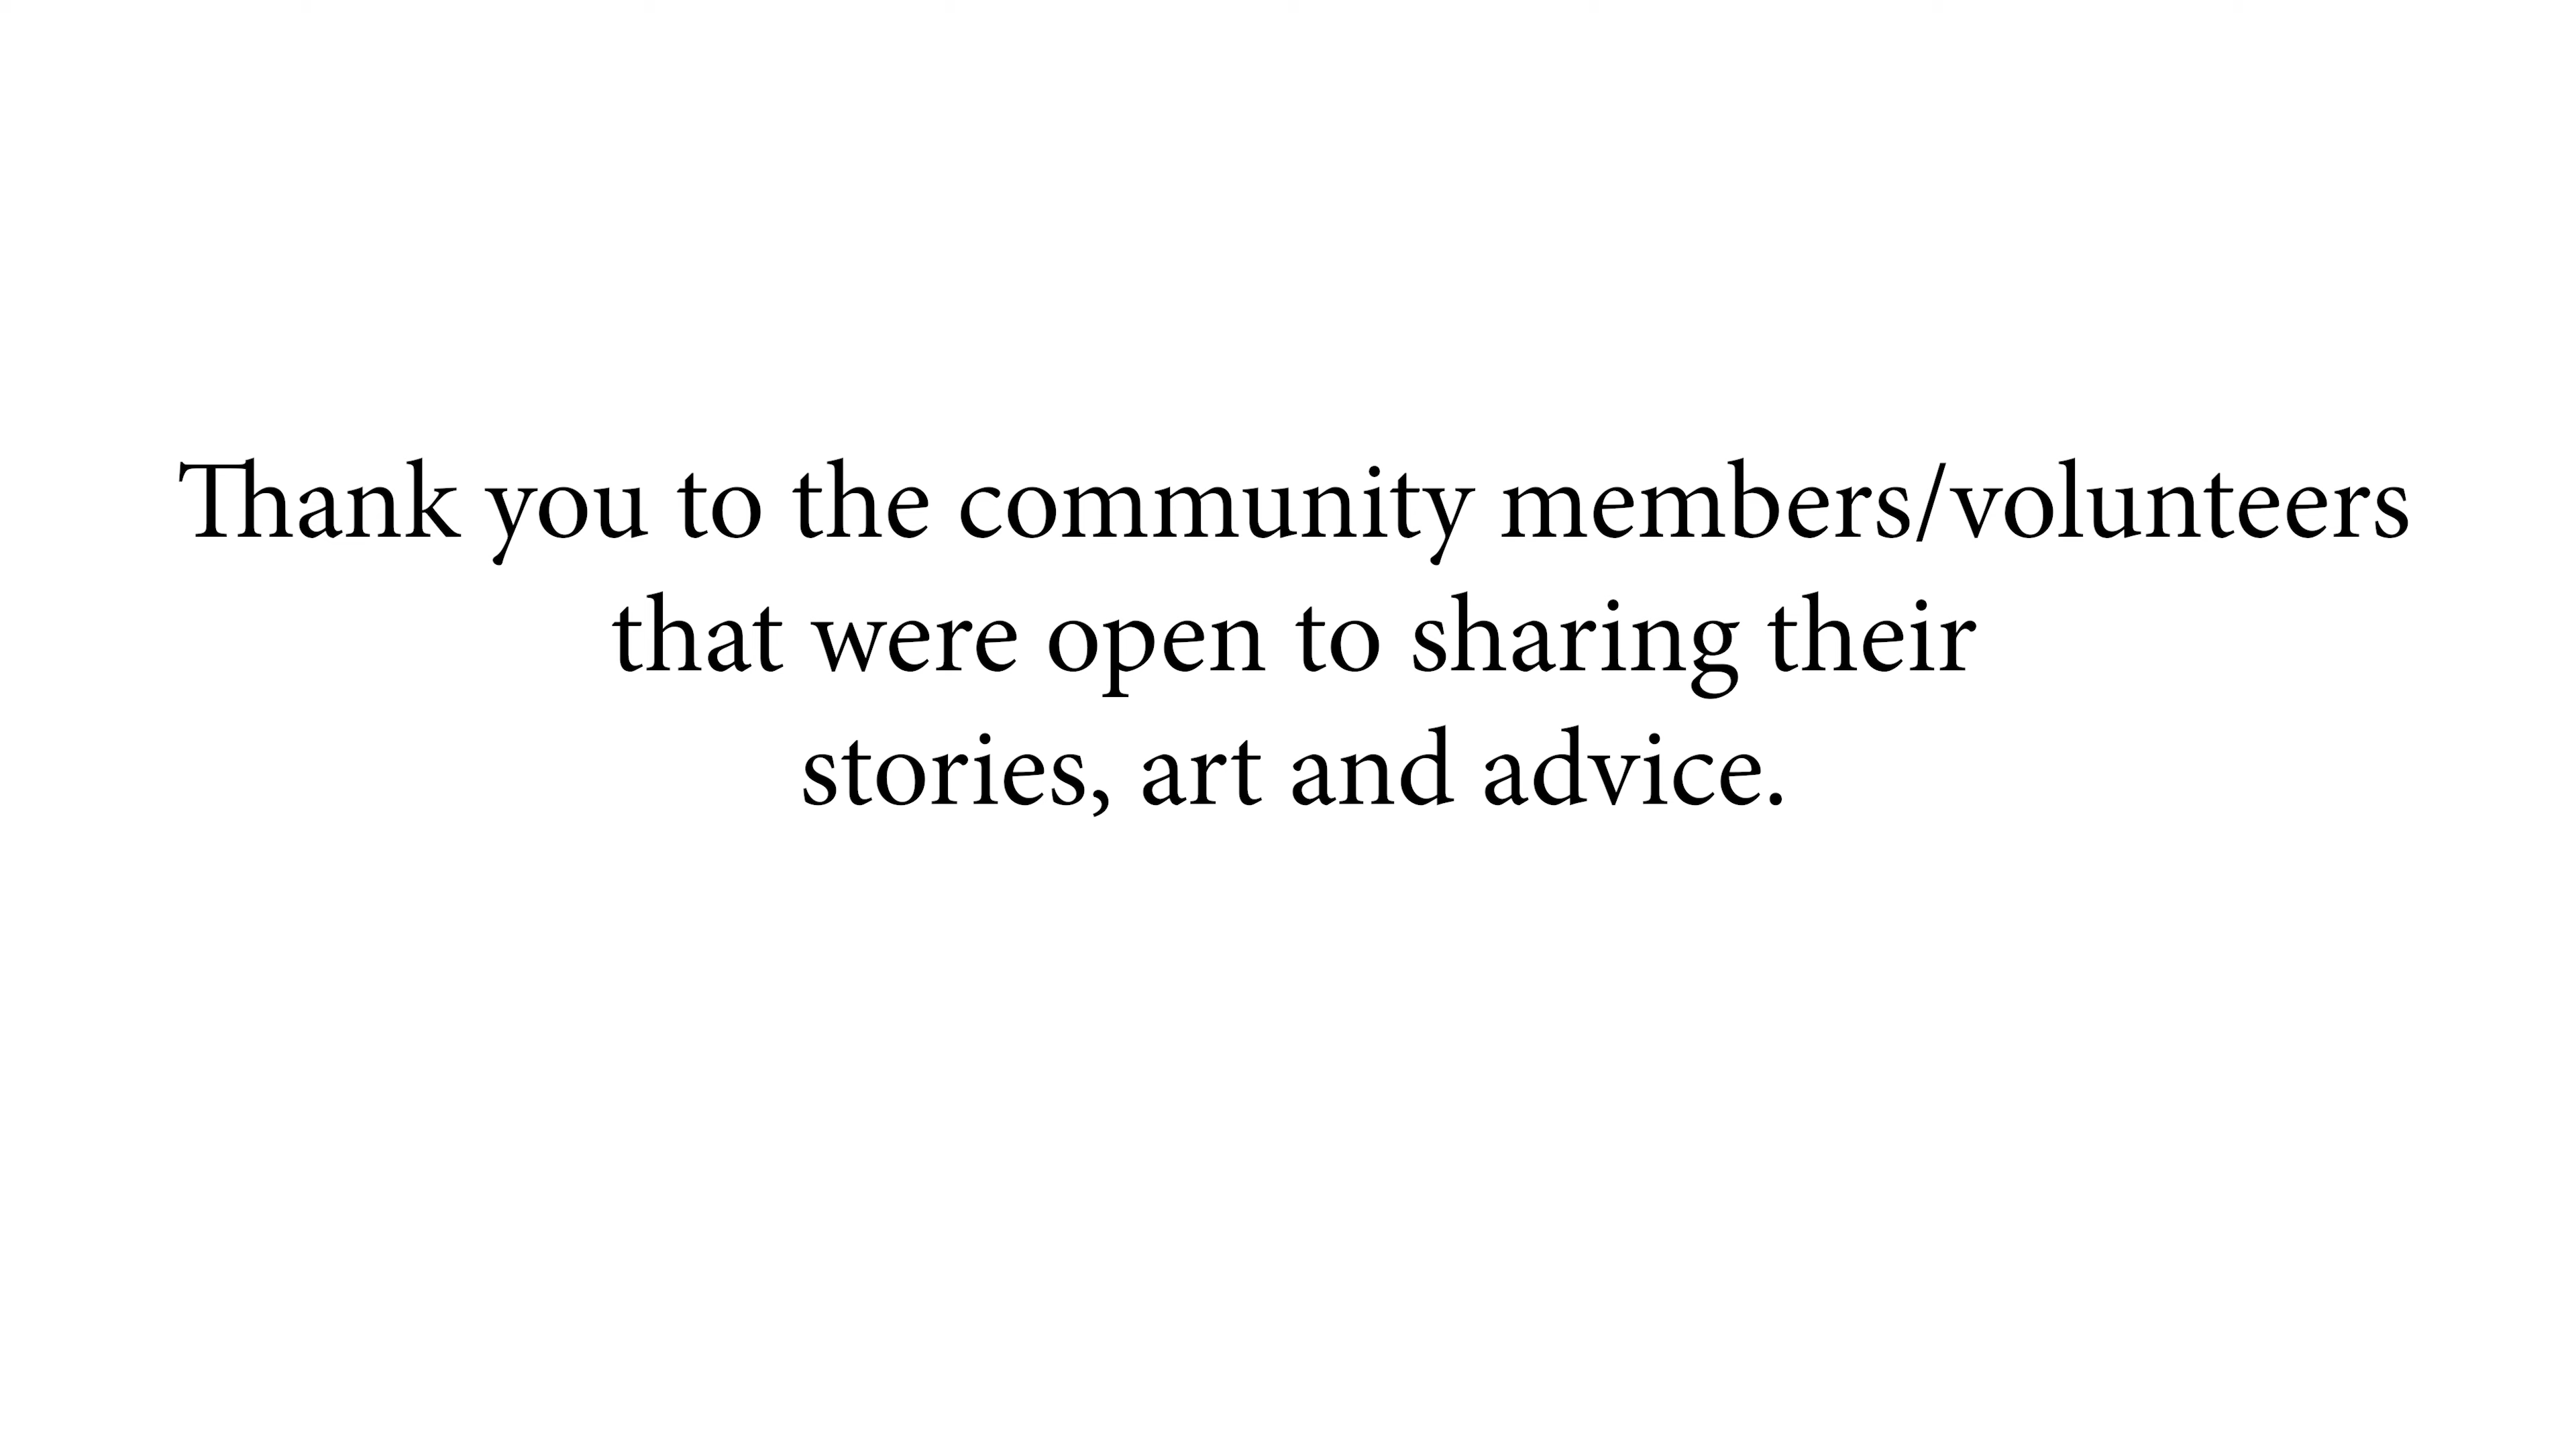 Thank you to the community members/volunteers
that were open to sharing their
stories, art and advice.